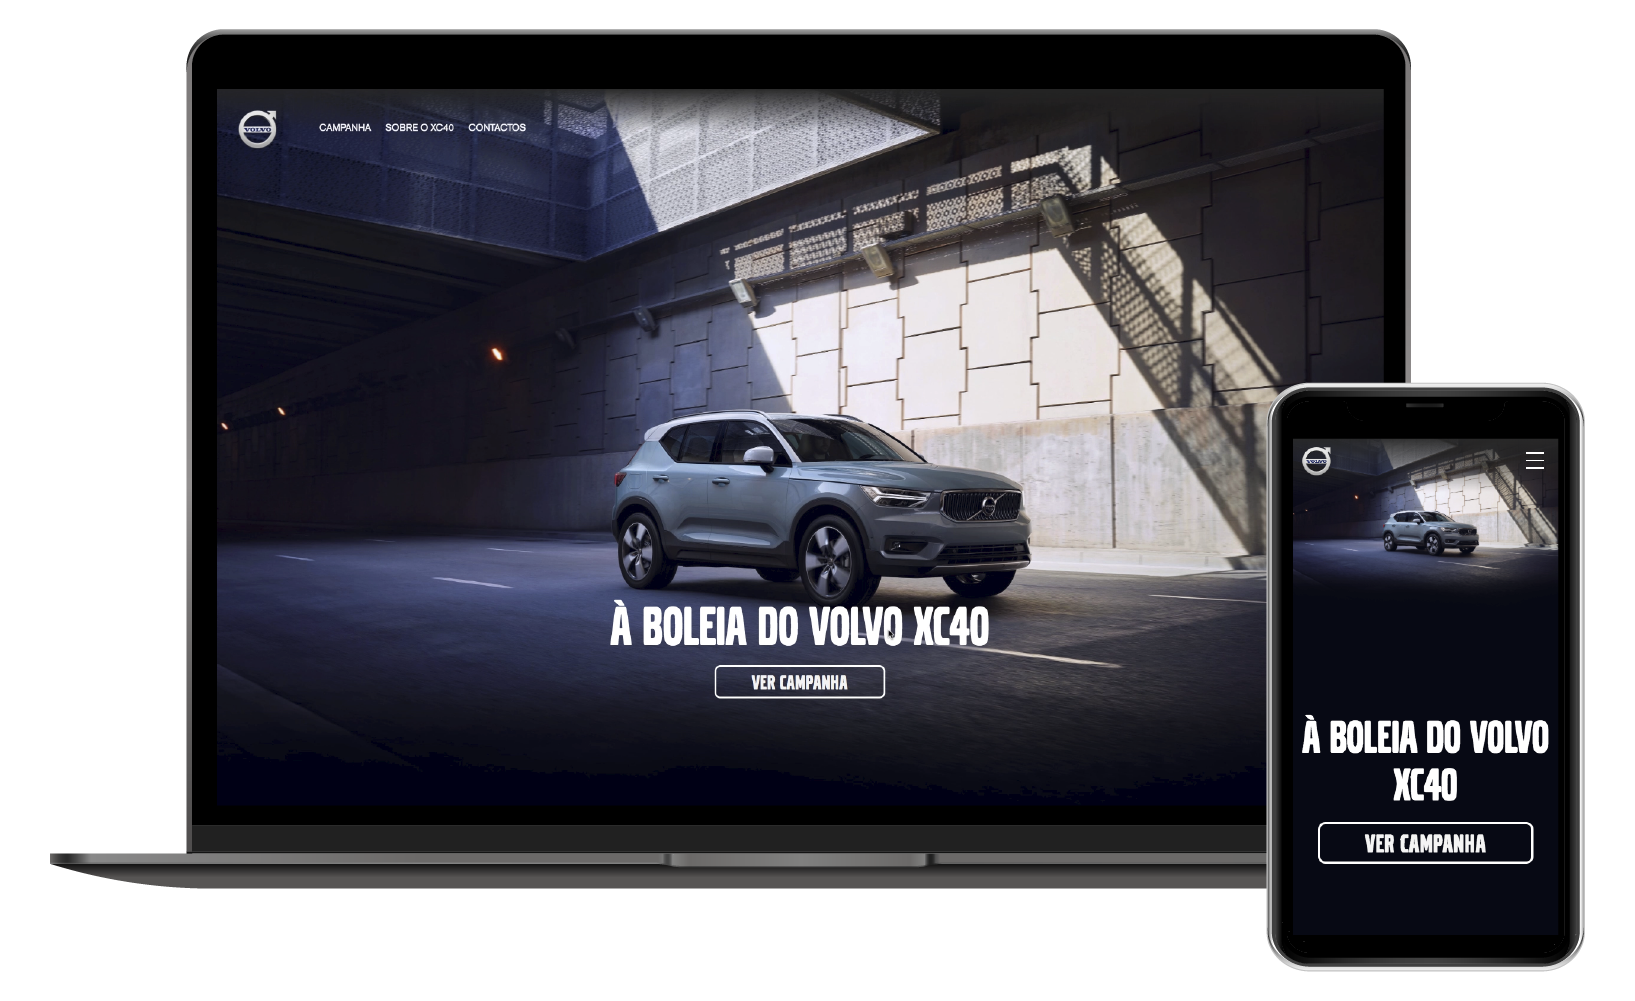 VOLVO
CAMPANHA SOBRE O XC40 CONTACTOS
À BOLEIA DO VOLVO XC40
VER CAMPANHA
VOLVO
À BOLEIA DO VOLVO
XC40
VER CAMPANHA